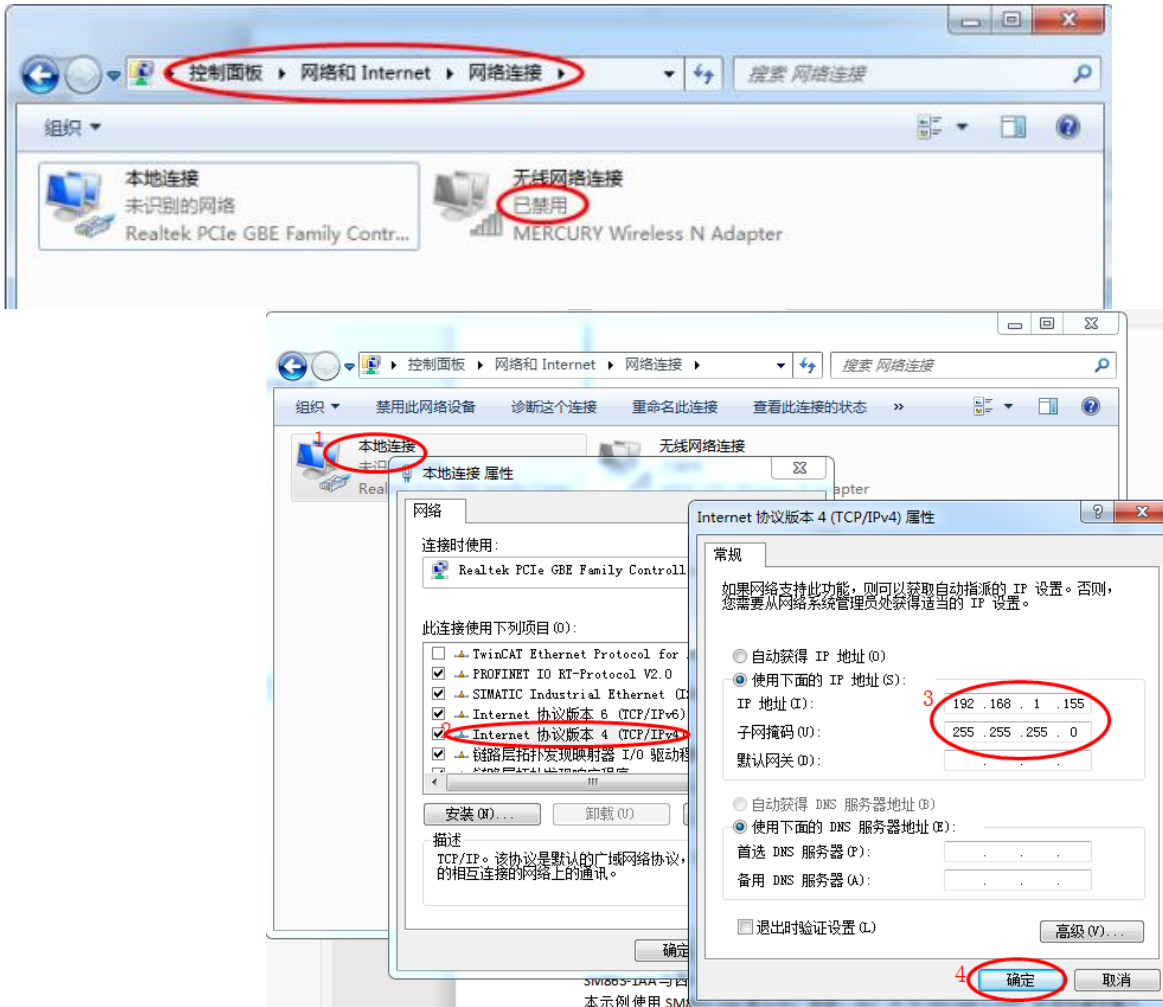 控制面板 ▸ 网络和 Internet ▸ 网络连接 ▸
搜索 网络连接
组织
本地连接
未识别的网络
Realtek PCIe GBE Family Contr...
无线网络连接
已禁用
MERCURY Wireless N Adapter
控制面板 ▸ 网络和 Internet ▸ 网络连接 ▸
搜索 网络连接
组织 禁用此网络设备 诊断这个连接 重命名此连接 查看此连接的状态 »
1
本地连接
未识
Real
无线网络连接
apter
本地连接 属性
网络
连接时使用:
Realtek PCIe GBE Family Controll
此连接使用下列项目(O):
TwinCAT Ethernet Protocol for
PROFINET IO RT-Protocol V2.0
SIMATIC Industrial Ethernet (I
Internet 协议版本 6 (TCP/IPv6)
2
Internet 协议版本 4 (TCP/IPv4)
链路层拓扑发现映射器 I/O 驱动程
链路层拓扑发现响应程序
安装(N)... 卸载(U)
描述
TCP/IP。该协议是默认的广域网络协议，
的相互连接的网络上的通讯。
确定
Internet 协议版本 4 (TCP/IPv4) 属性
常规
如果网络支持此功能，则可以获取自动指派的 IP 设置。否则，
您需要从网络系统管理员处获得适当的 IP 设置。
自动获得 IP 地址(O)
使用下面的 IP 地址(S):
3
IP 地址(I): 192 .168 . 1 .155
子网掩码(U): 255 .255 .255 . 0
默认网关(D): . . .
自动获得 DNS 服务器地址(B)
使用下面的 DNS 服务器地址(E):
首选 DNS 服务器(P): . . .
备用 DNS 服务器(A): . . .
退出时验证设置(L)
高级(V)...
4
确定 取消
本示例使用